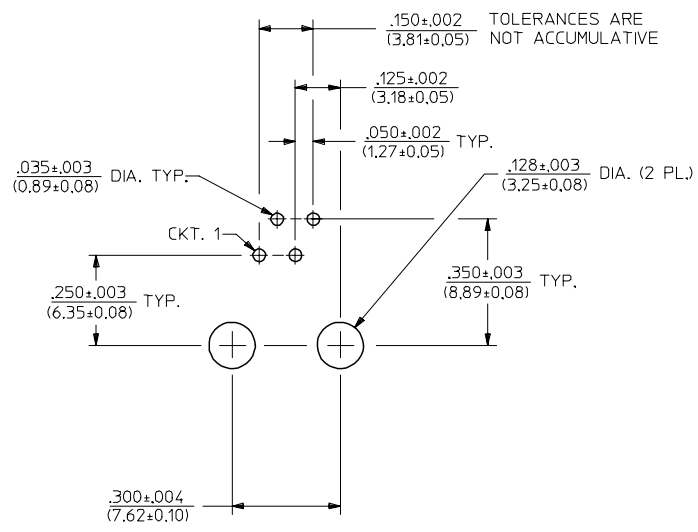 .150±.002
(3.81±0.05)
TOLERANCES ARE
NOT ACCUMULATIVE
.125±.002
(3.18±0.05)
.050±.002
(1.27±0.05)
TYP.
.035±.003
(0.89±0.08)
DIA. TYP.
.128±.003
(3.25±0.08)
DIA. (2 PL.)
CKT. 1
.250±.003
(6.35±0.08)
TYP.
.350±.003
(8.89±0.08)
TYP.
.300±.004
(7.62±0.10)